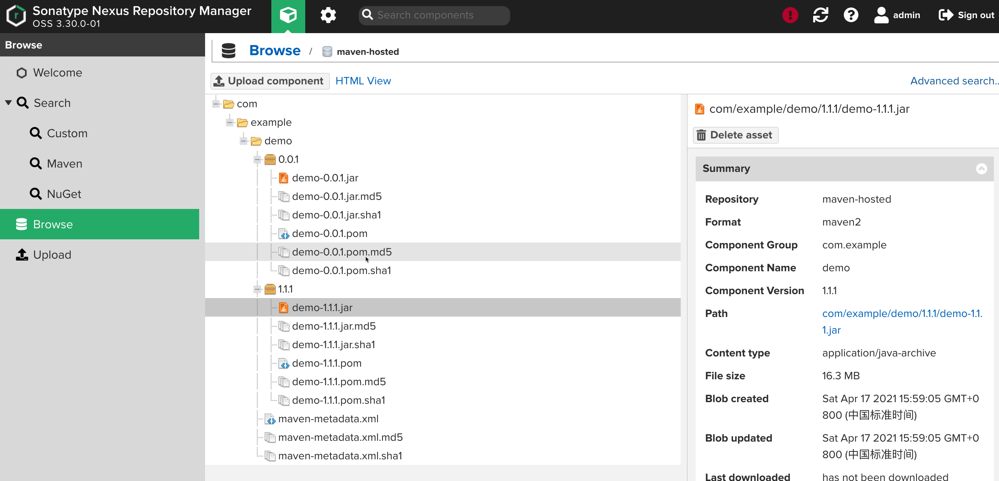 Sonatype Nexus Repository Manager
OSS 3.30.0-01
Search components
admin
Sign out
Browse
Welcome
Search
Custom
Maven
NuGet
Browse
Upload
Browse / maven-hosted
Upload component
HTML View
Advanced search..
com
example
demo
0.0.1
demo-0.0.1.jar
demo-0.0.1.jar.md5
demo-0.0.1.jar.sha1
demo-0.0.1.pom
demo-0.0.1.pom.md5
demo-0.0.1.pom.sha1
1.1.1
demo-1.1.1.jar
demo-1.1.1.jar.md5
demo-1.1.1.jar.sha1
demo-1.1.1.pom
demo-1.1.1.pom.md5
demo-1.1.1.pom.sha1
maven-metadata.xml
maven-metadata.xml.md5
maven-metadata.xml.sha1
com/example/demo/1.1.1/demo-1.1.1.jar
Delete asset
Summary
Repository maven-hosted
Format maven2
Component Group com.example
Component Name demo
Component Version 1.1.1
Path com/example/demo/1.1.1/demo-1.1.
1.jar
Content type application/java-archive
File size 16.3 MB
Blob created Sat Apr 17 2021 15:59:05 GMT+0
800 (中国标准时间)
Blob updated Sat Apr 17 2021 15:59:05 GMT+0
800 (中国标准时间)
Last downloaded has not been downloaded